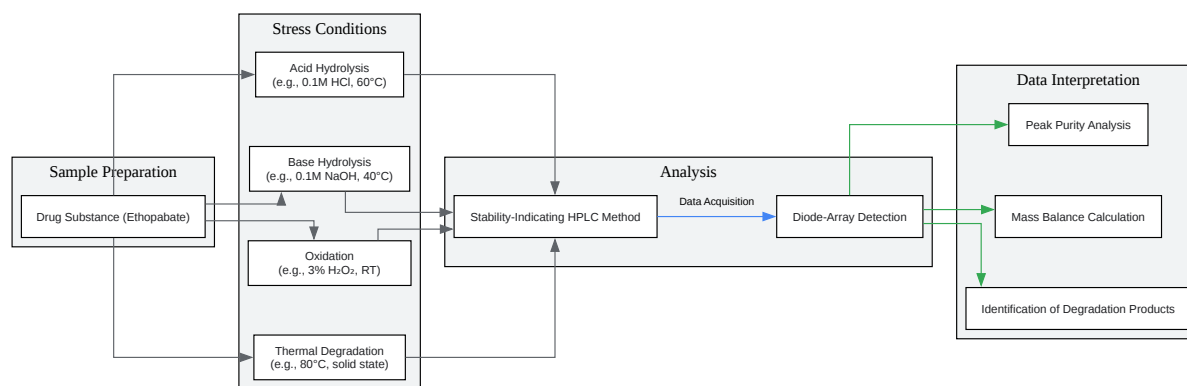 Sample Preparation
Drug Substance (Ethopabate)
Stress Conditions
Acid Hydrolysis
(e.g., 0.1M HCl, 60°C)
Base Hydrolysis
(e.g., 0.1M NaOH, 40°C)
Oxidation
(e.g., 3% H₂O₂, RT)
Thermal Degradation
(e.g., 80°C, solid state)
Analysis
Stability-Indicating HPLC Method
Data Acquisition
Diode-Array Detection
Data Interpretation
Peak Purity Analysis
Mass Balance Calculation
Identification of Degradation Products